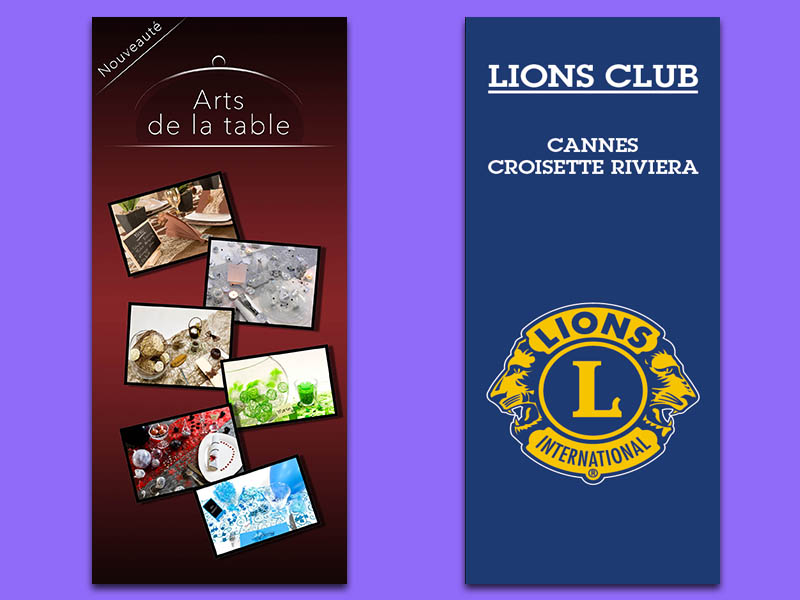 Nouveauté
Arts
de la table
LIONS CLUB
CANNES
CROISETTE RIVIERA
LIONS
L
INTERNATIONAL
®